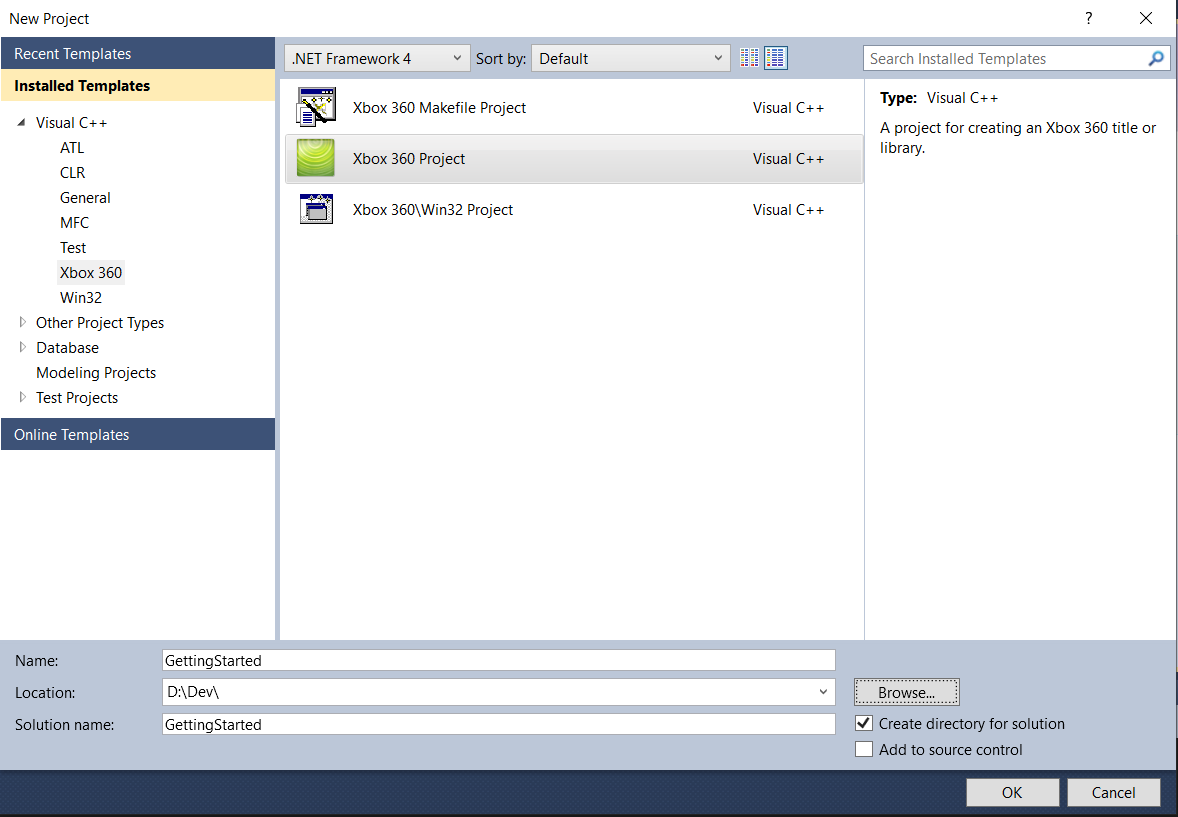 New Project
?
Recent Templates
Installed Templates
Visual C++
ATL
CLR
General
MFC
Test
Xbox 360
Win32
Other Project Types
Database
Modeling Projects
Test Projects
Online Templates
.NET Framework 4
Sort by: Default
Xbox 360 Makefile Project Visual C++
Xbox 360 Project Visual C++
Xbox 360\Win32 Project Visual C++
Search Installed Templates
Type: Visual C++
A project for creating an Xbox 360 title or
library.
Name: GettingStarted
Location: D:\Dev\ Browse...
Solution name: GettingStarted
Create directory for solution
Add to source control
OK Cancel